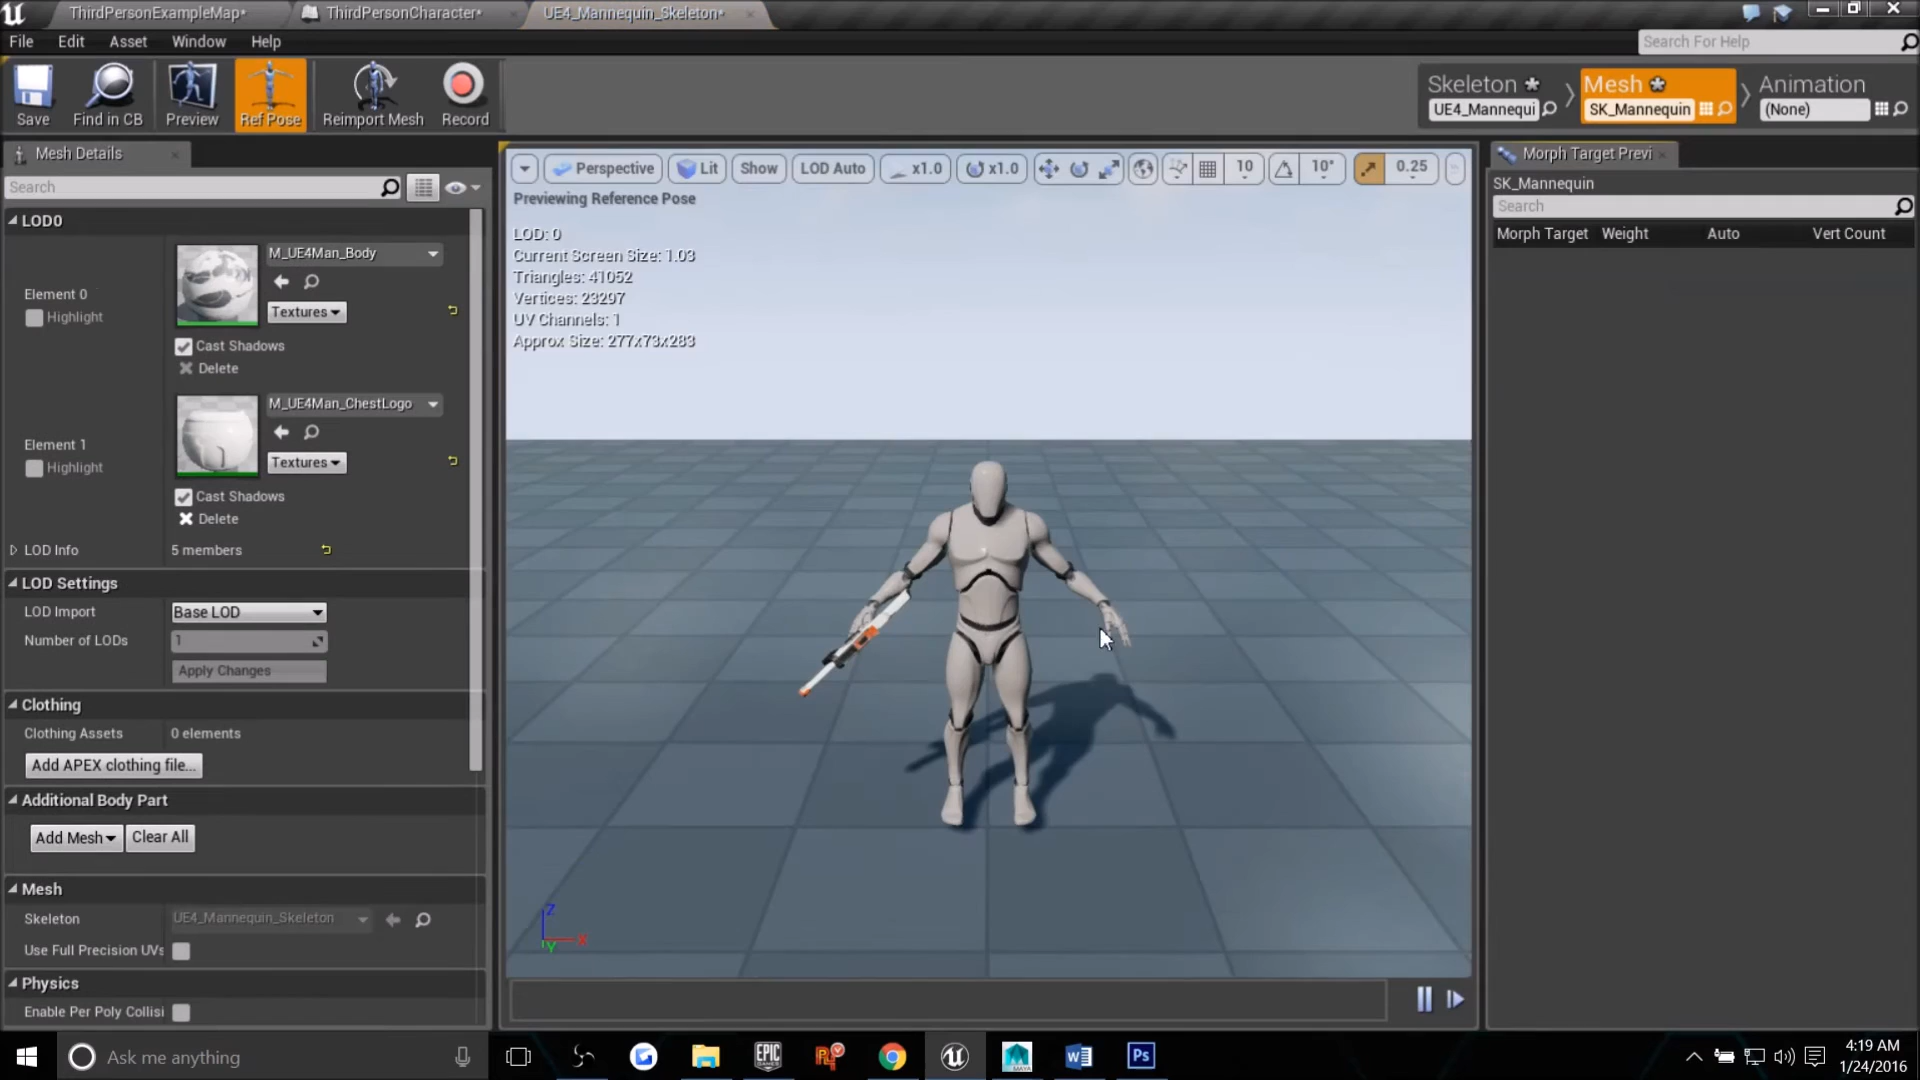 ThirdPersonExampleMap*
ThirdPersonCharacter*
UE4_Mannequin_Skeleton*
File Edit Asset Window Help
Search For Help
Save
Find in CB
Preview
Ref Pose
Reimport Mesh
Record
Skeleton
UE4_Mannequi
Mesh
SK_Mannequin
Animation
(None)
Mesh Details
Search
LOD0
Element 0
Highlight
M_UE4Man_Body
Textures
Cast Shadows
Delete
Element 1
Highlight
M_UE4Man_ChestLogo
Textures
Cast Shadows
Delete
LOD Info 5 members
LOD Settings
LOD Import Base LOD
Number of LODs 1
Apply Changes
Clothing
Clothing Assets 0 elements
Add APEX clothing file...
Additional Body Part
Add Mesh Clear All
Mesh
Skeleton UE4_Mannequin_Skeleton
Use Full Precision UVs
Physics
Enable Per Poly Collisi
Perspective Lit Show LOD Auto x1.0 x1.0 10 10° 0.25
Previewing Reference Pose
LOD: 0
Current Screen Size: 1.03
Triangles: 41052
Vertices: 23297
UV Channels: 1
Approx Size: 277x73x283
Z
X
Y
Morph Target Previ
SK_Mannequin
Search
Morph Target Weight Auto Vert Count
Ask me anything
EPIC
GAMES
MAYA
Ps
4:19 AM
1/24/2016